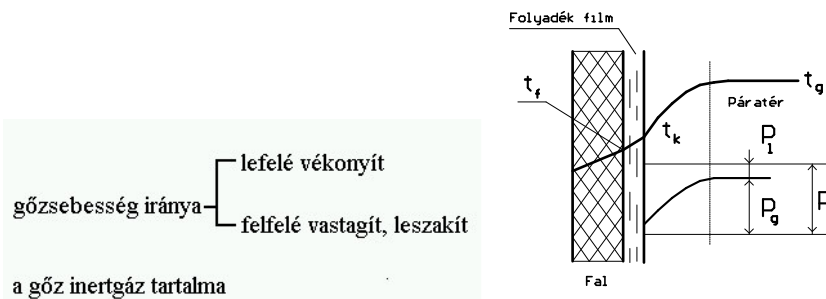 lefelé vékonyít
gőzsebesség iránya
felfelé vastagít, leszakít
a gőz inertgáz tartalma
Folyadék film
t_f
t_g
Páratér
t_k
P_l
P
P_g
Fal